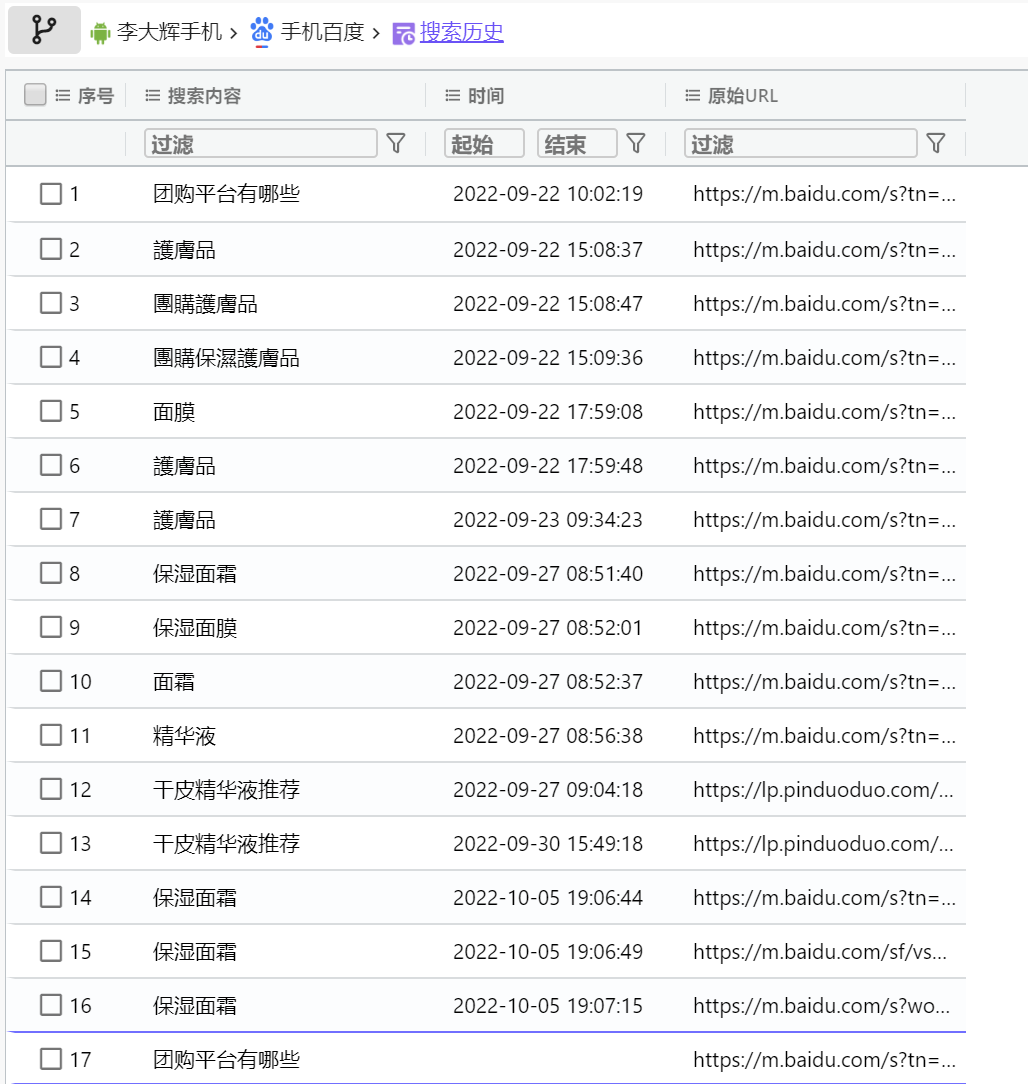 李大辉手机 › 手机百度 › 搜索历史
序号 搜索内容 时间 原始URL
过滤 起始 结束 过滤
1 团购平台有哪些 2022-09-22 10:02:19 https://m.baidu.com/s?tn=...
2 護膚品 2022-09-22 15:08:37 https://m.baidu.com/s?tn=...
3 團購護膚品 2022-09-22 15:08:47 https://m.baidu.com/s?tn=...
4 團購保濕護膚品 2022-09-22 15:09:36 https://m.baidu.com/s?tn=...
5 面膜 2022-09-22 17:59:08 https://m.baidu.com/s?tn=...
6 護膚品 2022-09-22 17:59:48 https://m.baidu.com/s?tn=...
7 護膚品 2022-09-23 09:34:23 https://m.baidu.com/s?tn=...
8 保湿面霜 2022-09-27 08:51:40 https://m.baidu.com/s?tn=...
9 保湿面膜 2022-09-27 08:52:01 https://m.baidu.com/s?tn=...
10 面霜 2022-09-27 08:52:37 https://m.baidu.com/s?tn=...
11 精华液 2022-09-27 08:56:38 https://m.baidu.com/s?tn=...
12 干皮精华液推荐 2022-09-27 09:04:18 https://lp.pinduoduo.com/...
13 干皮精华液推荐 2022-09-30 15:49:18 https://lp.pinduoduo.com/...
14 保湿面霜 2022-10-05 19:06:44 https://m.baidu.com/s?tn=...
15 保湿面霜 2022-10-05 19:06:49 https://m.baidu.com/sf/vs...
16 保湿面霜 2022-10-05 19:07:15 https://m.baidu.com/s?wo...
17 团购平台有哪些 https://m.baidu.com/s?tn=...